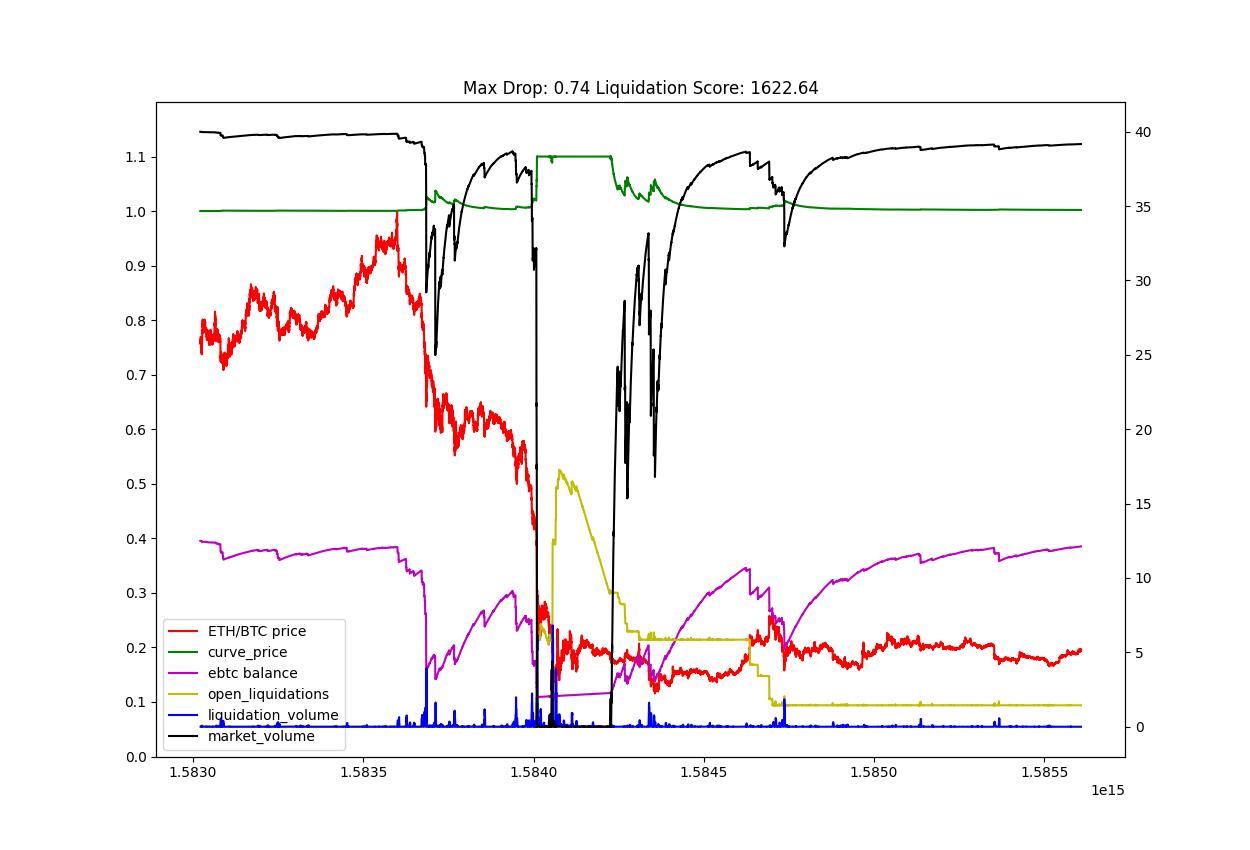 Max Drop: 0.74 Liquidation Score: 1622.64
1.1
1.0
0.9
0.8
0.7
0.6
0.5
0.4
0.3
0.2
0.1
0.0
40
35
30
25
20
15
10
5
0
ETH/BTC price
curve_price
ebtc balance
open_liquidations
liquidation_volume
market_volume
1.5830 1.5835 1.5840 1.5845 1.5850 1.5855
1e15